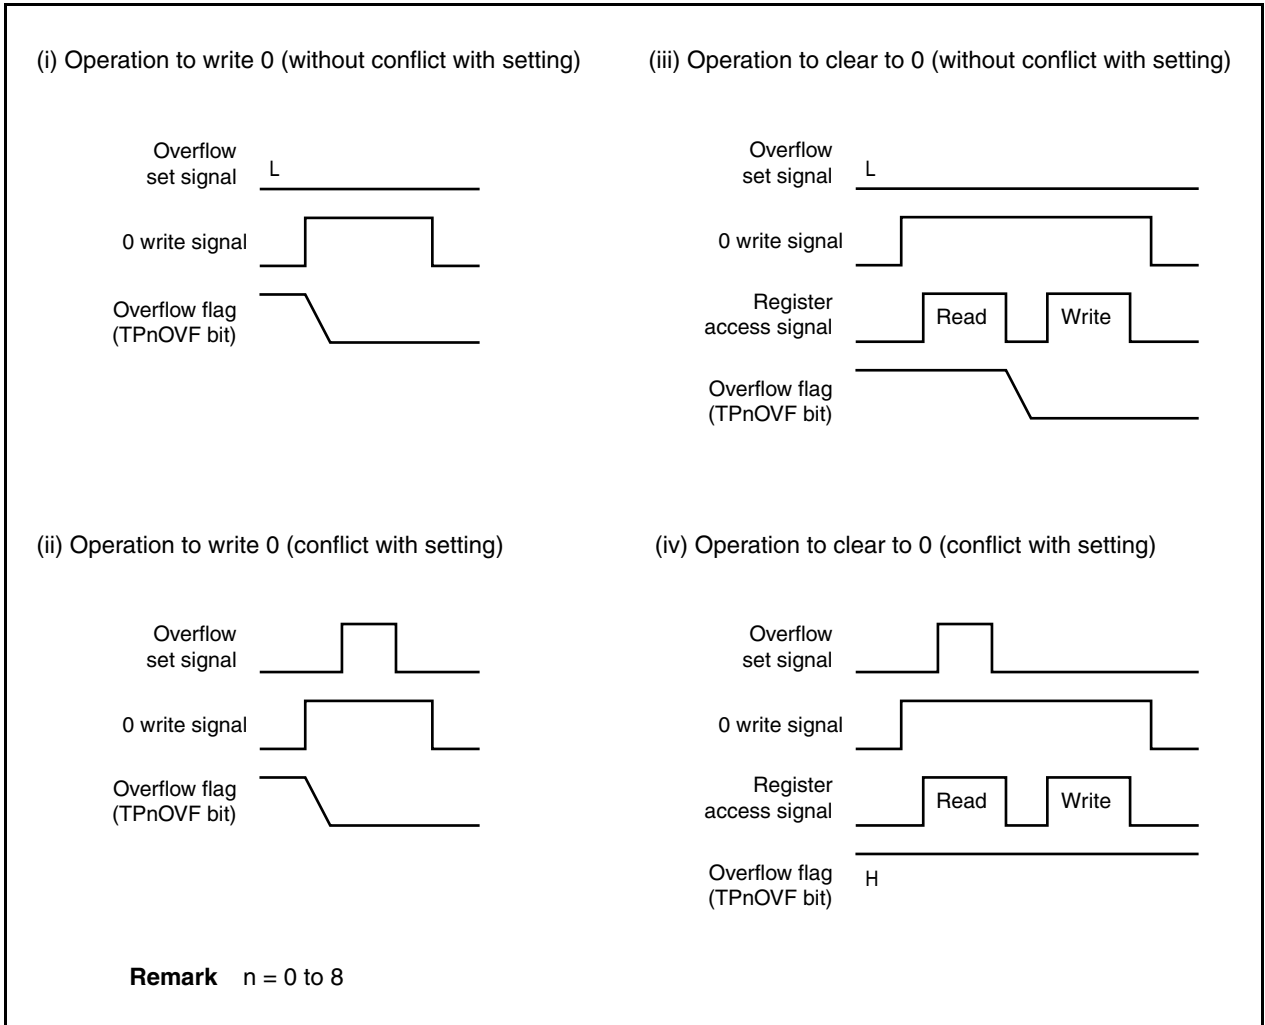 (i) Operation to write 0 (without conflict with setting)
Overflow
set signal
L
0 write signal
Overflow flag
(TPnOVF bit)
(iii) Operation to clear to 0 (without conflict with setting)
Overflow
set signal
L
0 write signal
Register
access signal
Read
Write
Overflow flag
(TPnOVF bit)
(ii) Operation to write 0 (conflict with setting)
Overflow
set signal
0 write signal
Overflow flag
(TPnOVF bit)
(iv) Operation to clear to 0 (conflict with setting)
Overflow
set signal
0 write signal
Register
access signal
Read
Write
Overflow flag
(TPnOVF bit)
H
Remark n = 0 to 8